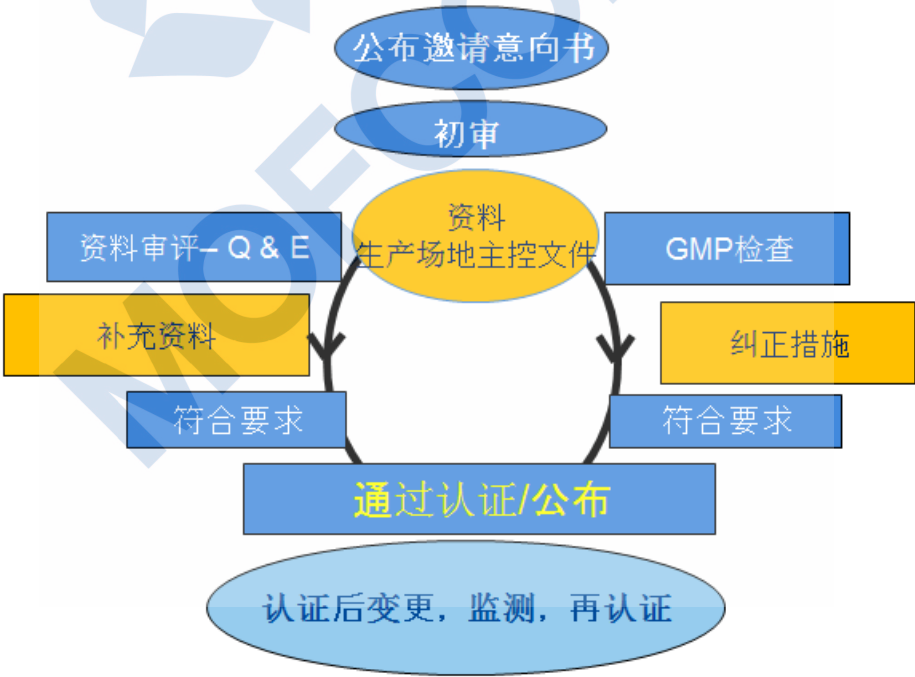 公布邀请意向书
初审
资料
生产场地主控文件
资料审评– Q & E
GMP检查
补充资料
纠正措施
符合要求
符合要求
通过认证/公布
认证后变更，监测，再认证